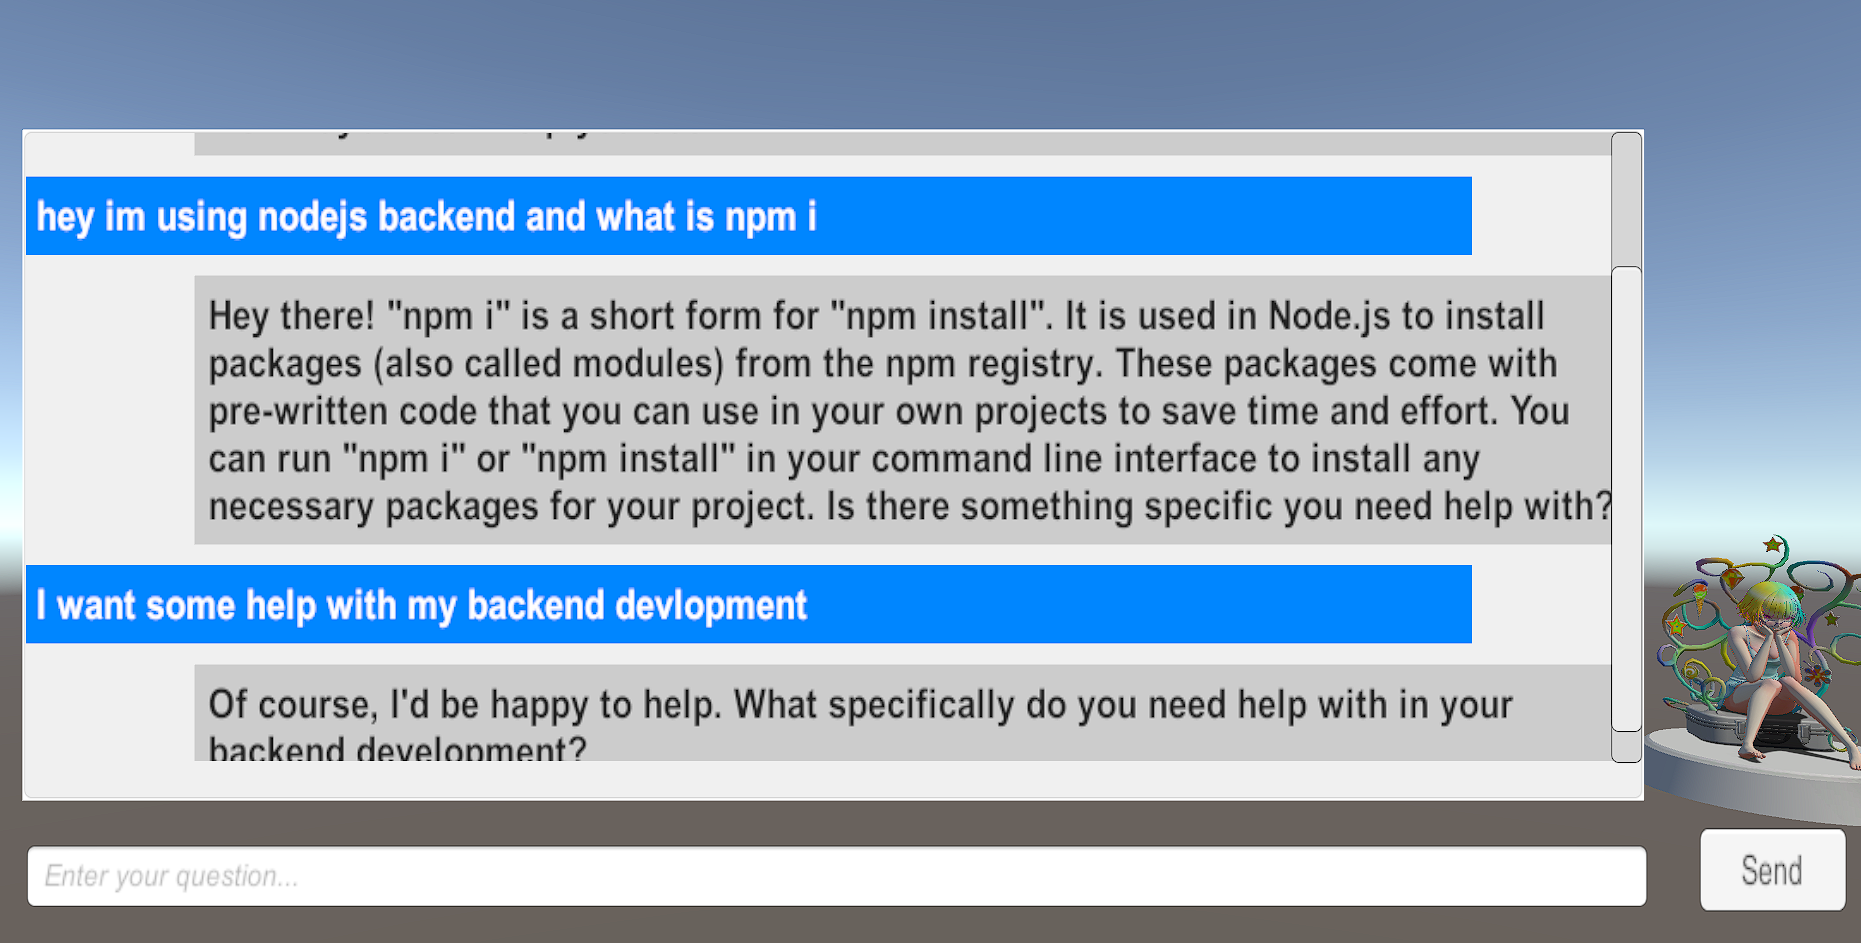 hey im using nodejs backend and what is npm i
Hey there! "npm i" is a short form for "npm install". It is used in Node.js to install
packages (also called modules) from the npm registry. These packages come with
pre-written code that you can use in your own projects to save time and effort. You
can run "npm i" or "npm install" in your command line interface to install any
necessary packages for your project. Is there something specific you need help with?
I want some help with my backend devlopment
Of course, I'd be happy to help. What specifically do you need help with in your
backend development?
Enter your question...
Send